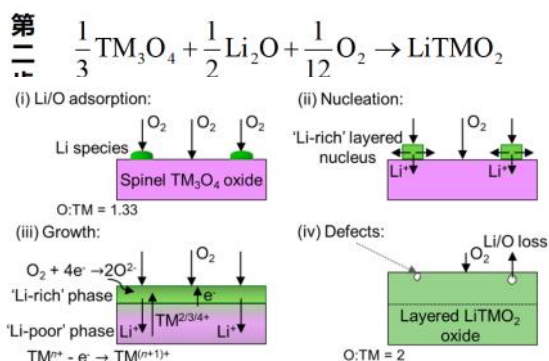 第
二
1/3 TM₃O₄ + 1/2 Li₂O + 1/12 O₂ → LiTMO₂
(i) Li/O adsorption:
O₂ O₂ O₂
Li species
Spinel TM₃O₄ oxide
O:TM = 1.33
(ii) Nucleation:
'Li-rich' layered
nucleus
O₂
Li⁺ Li⁺
(iii) Growth:
O₂
O₂ + 4e⁻ → 2O²⁻
'Li-rich' phase
e⁻
TM²/³/⁴⁺
'Li-poor' phase
Li⁺ Li⁺
TMⁿ⁺ - e⁻ → TM⁽ⁿ⁺¹⁾⁺
(iv) Defects:
Li/O loss
O₂
Layered LiTMO₂
oxide
O:TM = 2